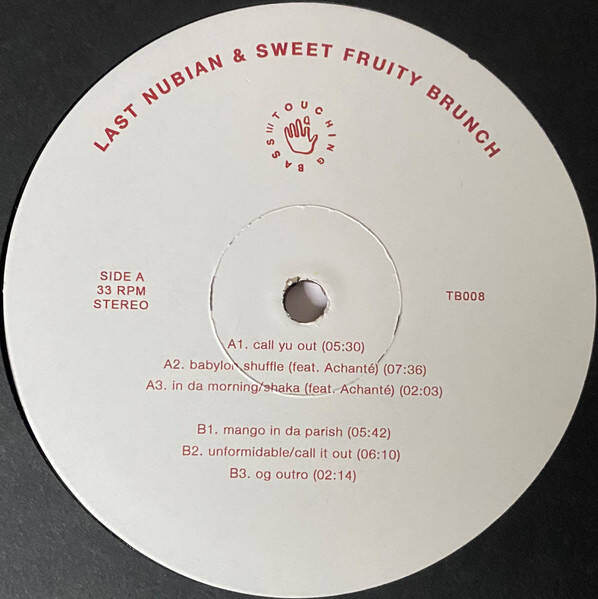 LAST NUBIAN & SWEET FRUITY BRUNCH
TOUCHING BASS ///
SIDE A
33 RPM
STEREO
TB008
A1. call yu out (05:30)
A2. babylon shuffle (feat. Achanté) (07:36)
A3. in da morning/shaka (feat. Achanté) (02:03)
B1. mango in da parish (05:42)
B2. unformidable/call it out (06:10)
B3. og outro (02:14)